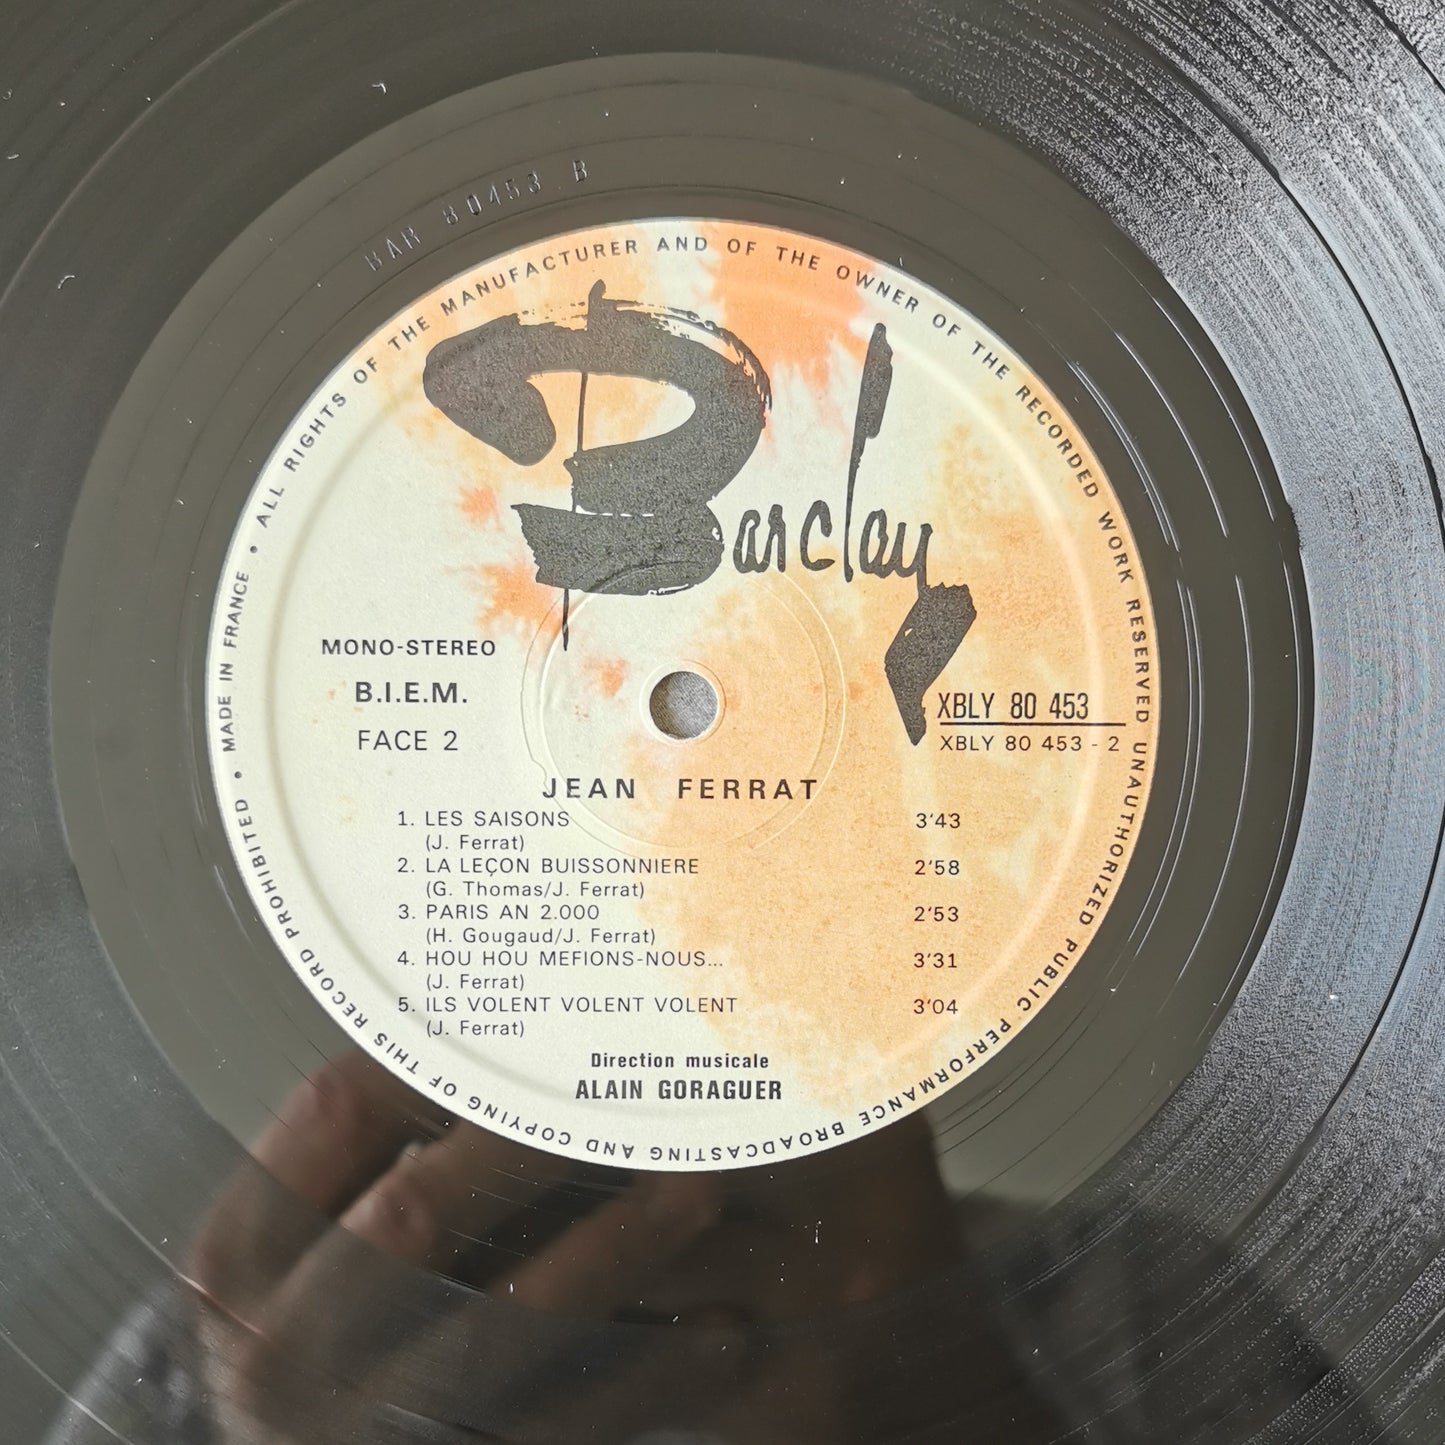 BAR 80453 B
MADE IN FRANCE • ALL RIGHTS OF THE MANUFACTURER AND OF THE OWNER OF THE RECORDED WORK RESERVED UNAUTHORIZED PUBLIC PERFORMANCE BROADCASTING AND COPYING OF THIS RECORD PROHIBITED •
Barclay
MONO-STEREO
B.I.E.M.
FACE 2
XBLY 80 453
XBLY 80 453 - 2
JEAN FERRAT
1. LES SAISONS 3'43
(J. Ferrat)
2. LA LEÇON BUISSONNIERE 2'58
(G. Thomas/J. Ferrat)
3. PARIS AN 2.000 2'53
(H. Gougaud/J. Ferrat)
4. HOU HOU MEFIONS-NOUS... 3'31
(J. Ferrat)
5. ILS VOLENT VOLENT VOLENT 3'04
(J. Ferrat)
Direction musicale
ALAIN GORAGUER